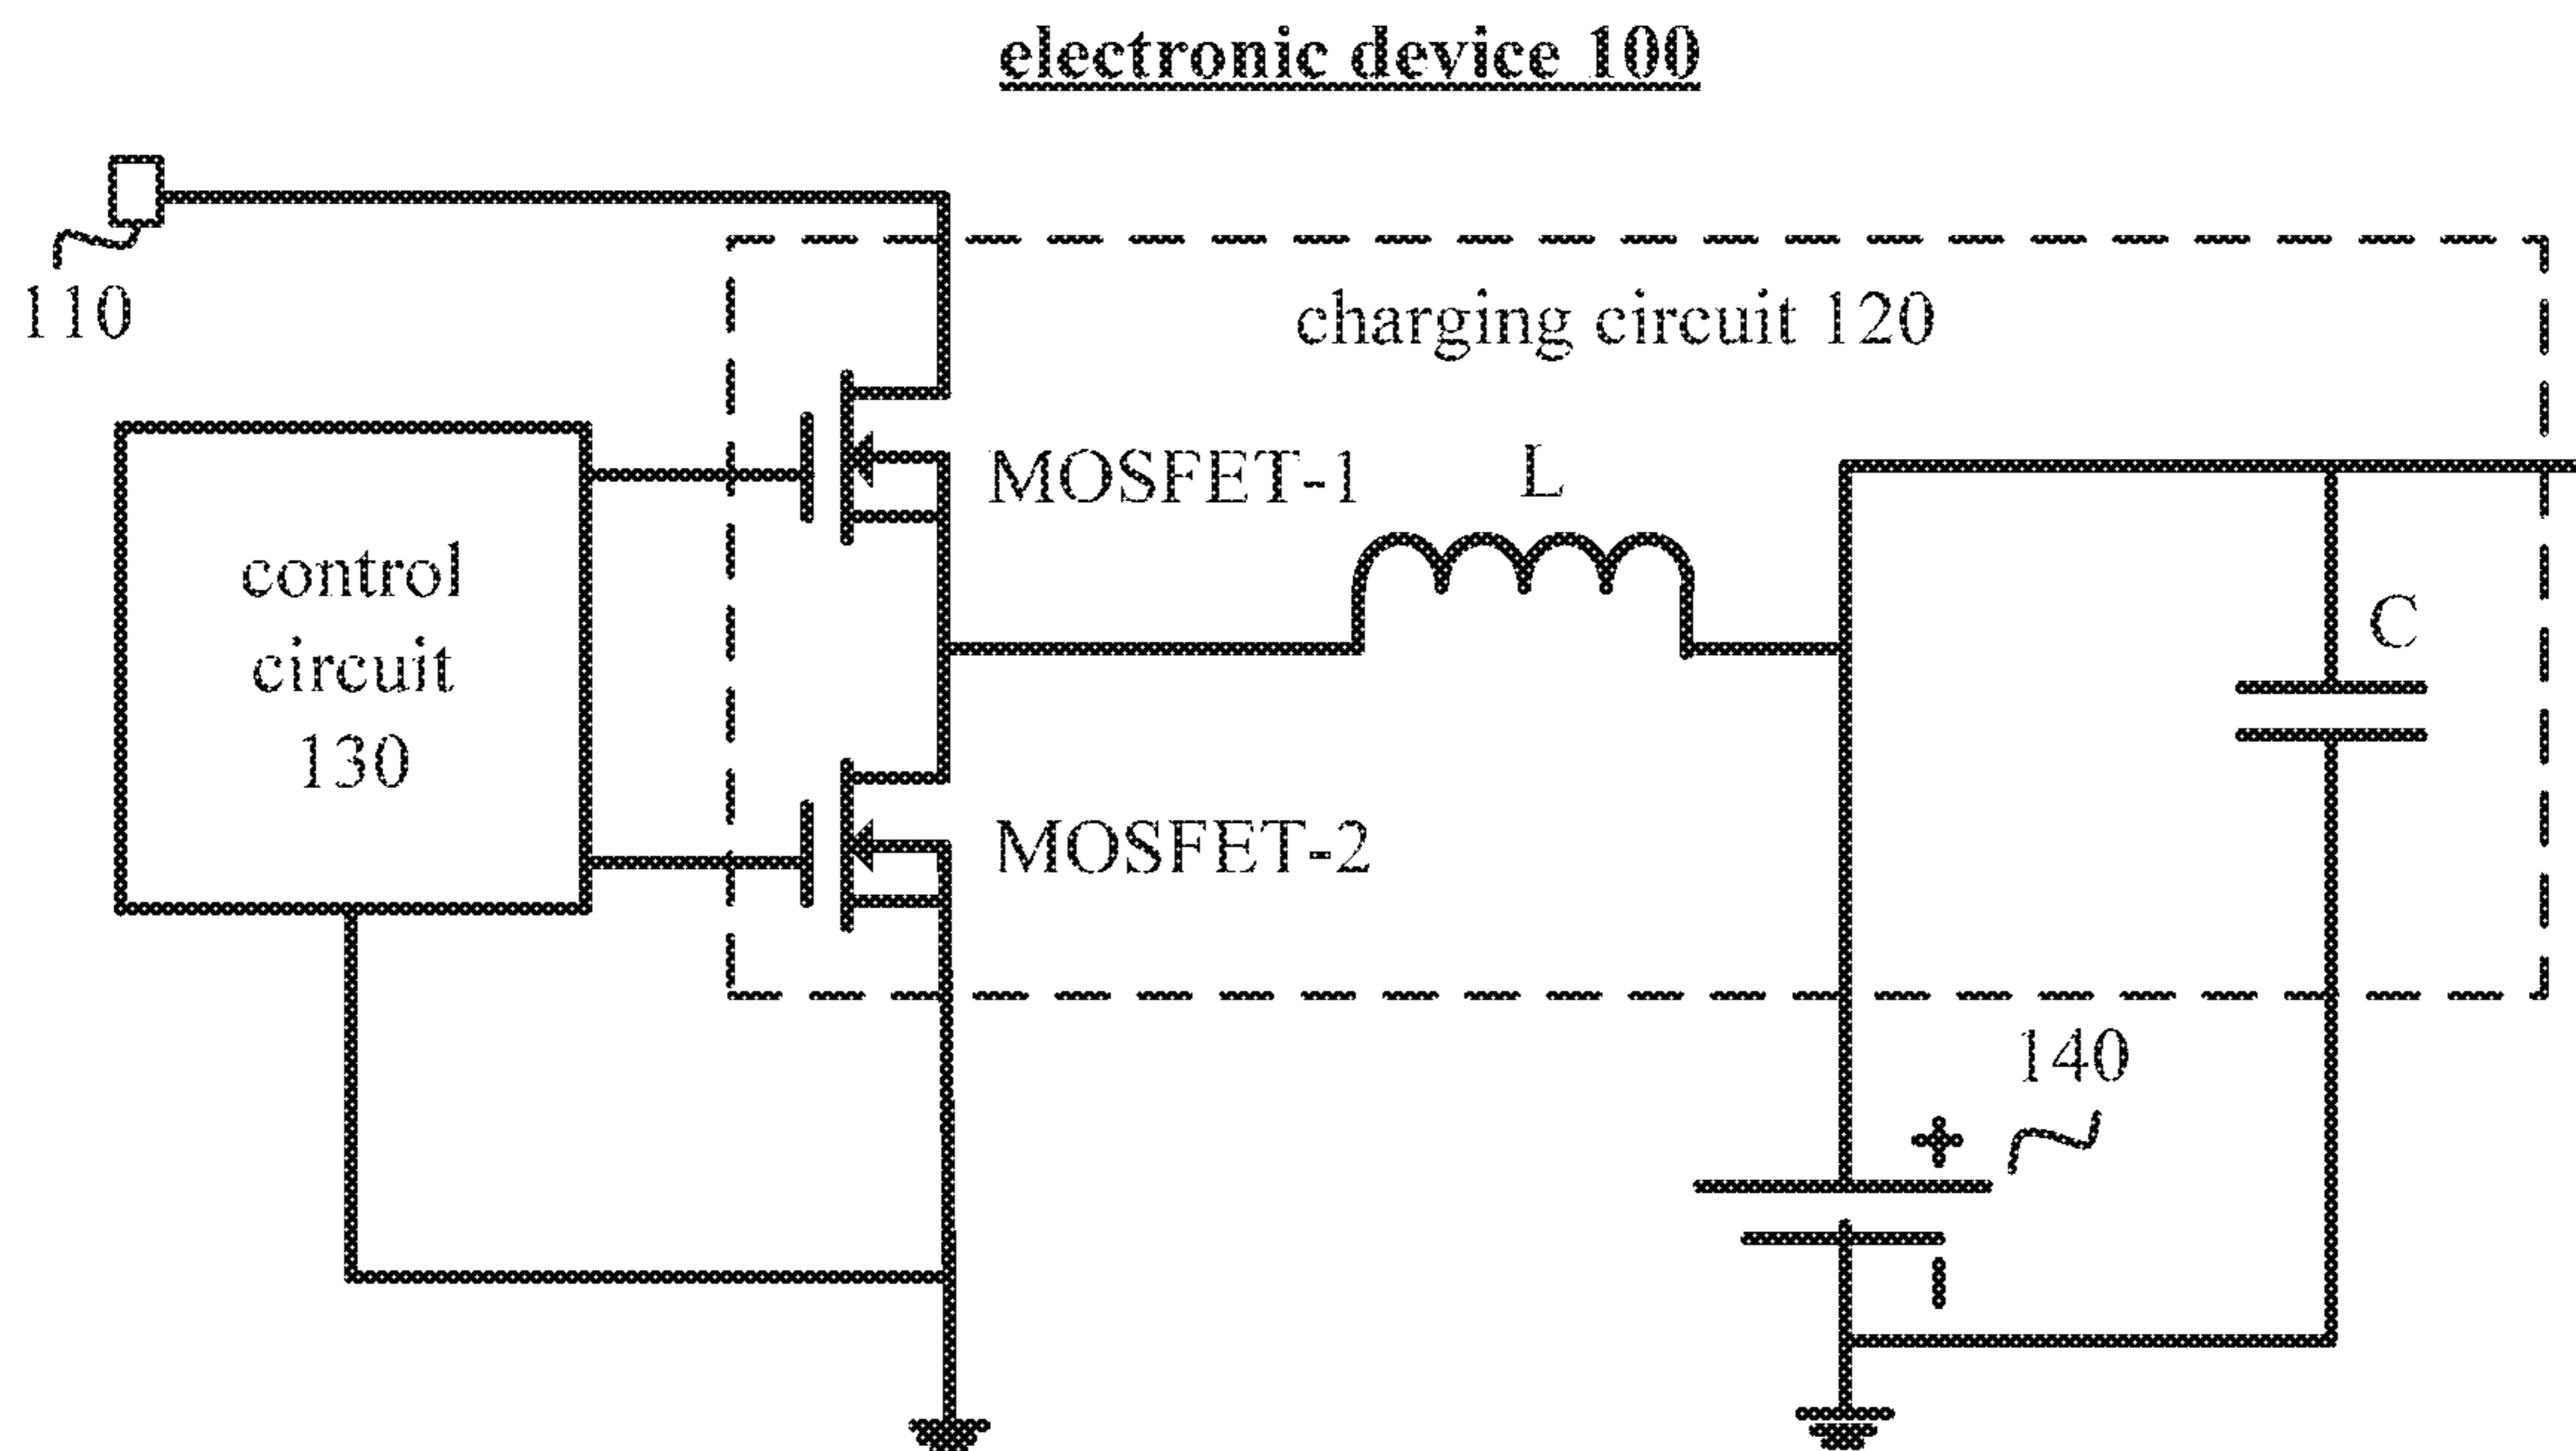 electronic device 100
110
charging circuit 120
MOSFET-1
L
control
circuit
130
C
MOSFET-2
140
+
-